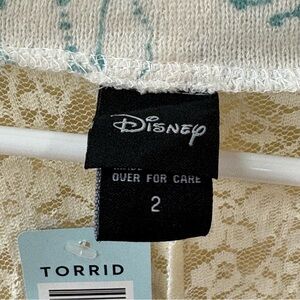 Disney
OVER FOR CARE
2
TORRID